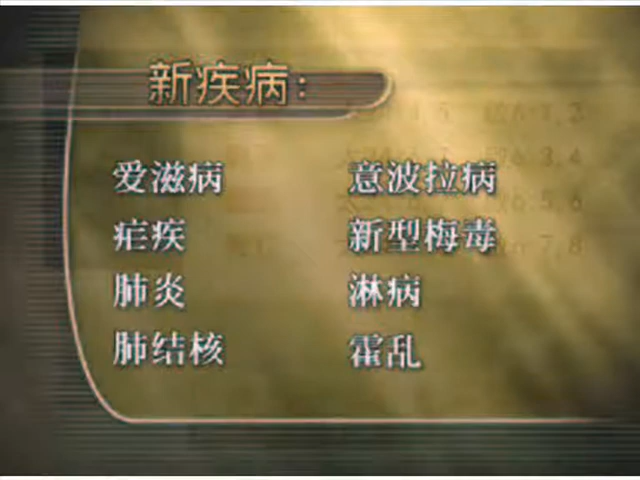 新疾病：
爱滋病 意波拉病
疟疾 新型梅毒
肺炎 淋病
肺结核 霍乱